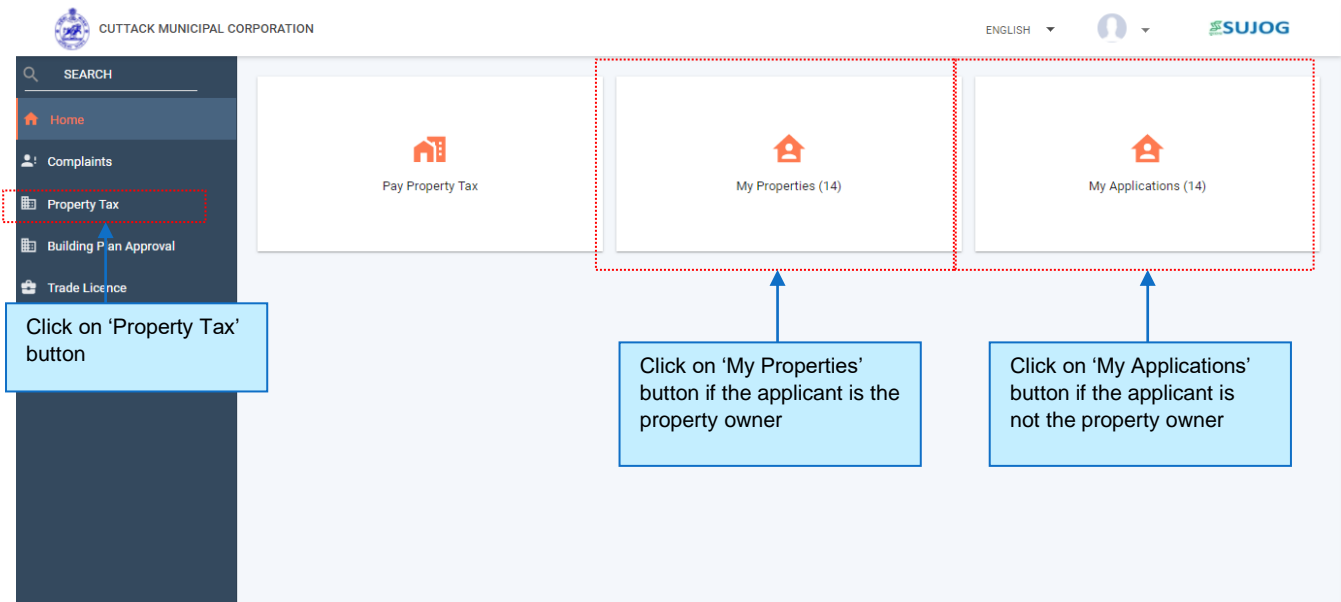 CUTTACK MUNICIPAL CORPORATION
ENGLISH
SUJOG
SEARCH
Home
Complaints
Property Tax
Building Plan Approval
Trade Licence
Pay Property Tax
My Properties (14)
My Applications (14)
Click on ‘Property Tax’
button
Click on ‘My Properties’
button if the applicant is the
property owner
Click on ‘My Applications’
button if the applicant is
not the property owner